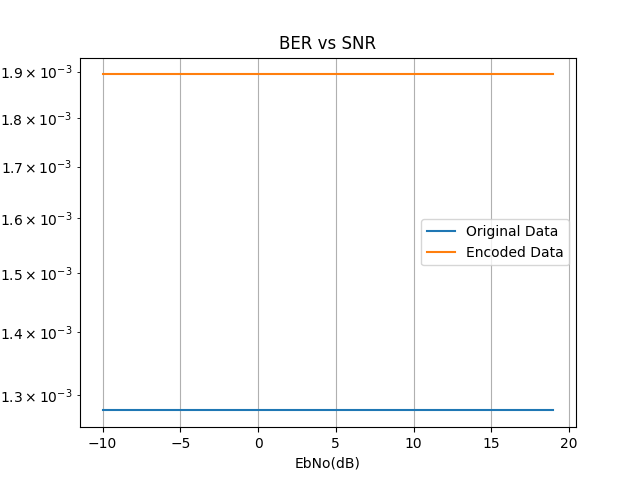 BER vs SNR
1.9 × 10⁻³
1.8 × 10⁻³
1.7 × 10⁻³
1.6 × 10⁻³
1.5 × 10⁻³
1.4 × 10⁻³
1.3 × 10⁻³
Original Data
Encoded Data
−10 −5 0 5 10 15 20
EbNo(dB)